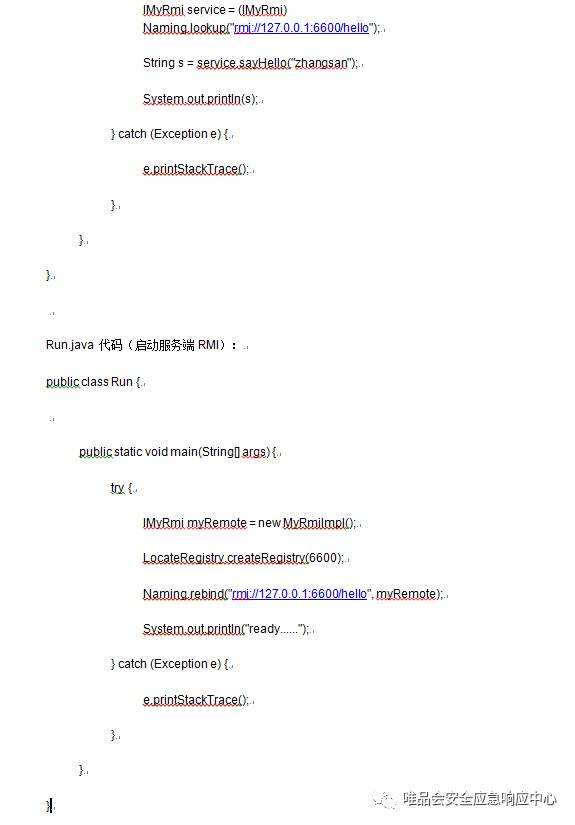 IMyRmi service = (IMyRmi)
Naming.lookup("rmi://127.0.0.1:6600/hello");
String s = service.sayHello("zhangsan");
System.out.println(s);
} catch (Exception e) {
e.printStackTrace();
}
}
}
Run.java 代码（启动服务端 RMI）：
public class Run {
public static void main(String[] args) {
try {
IMyRmi myRemote = new MyRmiImpl();
LocateRegistry.createRegistry(6600);
Naming.rebind("rmi://127.0.0.1:6600/hello", myRemote);
System.out.println("ready......");
} catch (Exception e) {
e.printStackTrace();
}
}
}
唯品会安全应急响应中心